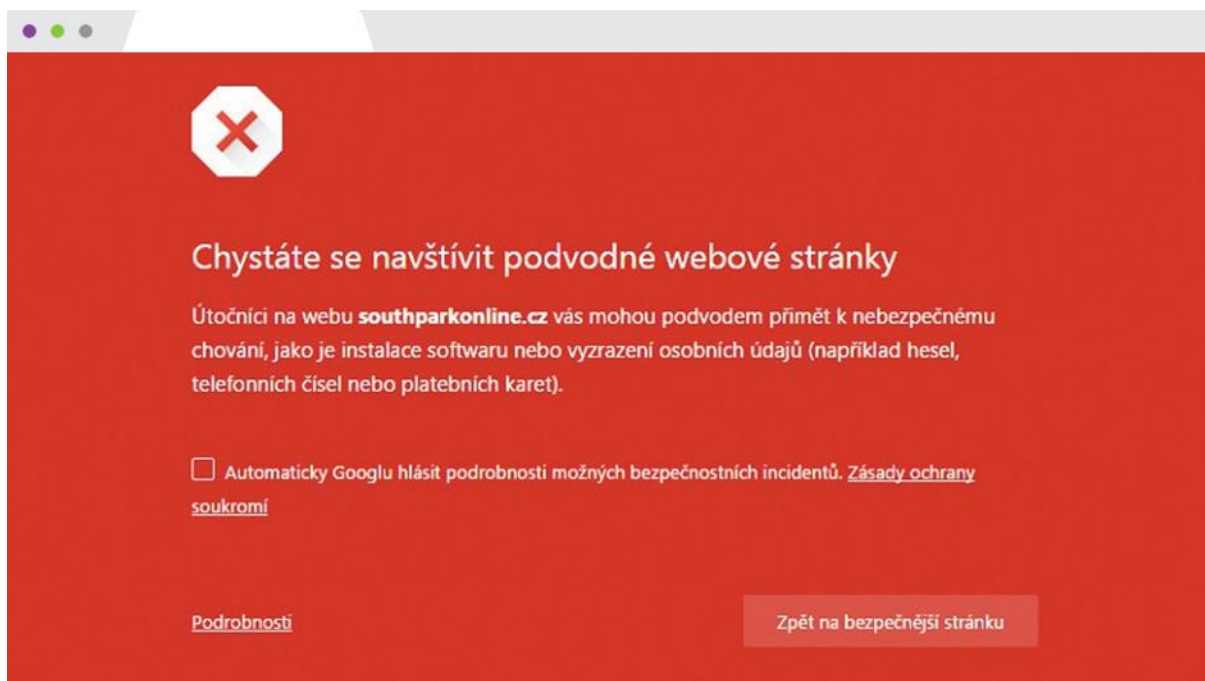 Chystáte se navštívit podvodné webové stránky
Útočníci na webu southparkonline.cz vás mohou podvodem přimět k nebezpečnému
chování, jako je instalace softwaru nebo vyzrazení osobních údajů (například hesel,
telefonních čísel nebo platebních karet).
Automaticky Googlu hlásit podrobnosti možných bezpečnostních incidentů. Zásady ochrany
soukromí
Podrobnosti
Zpět na bezpečnější stránku